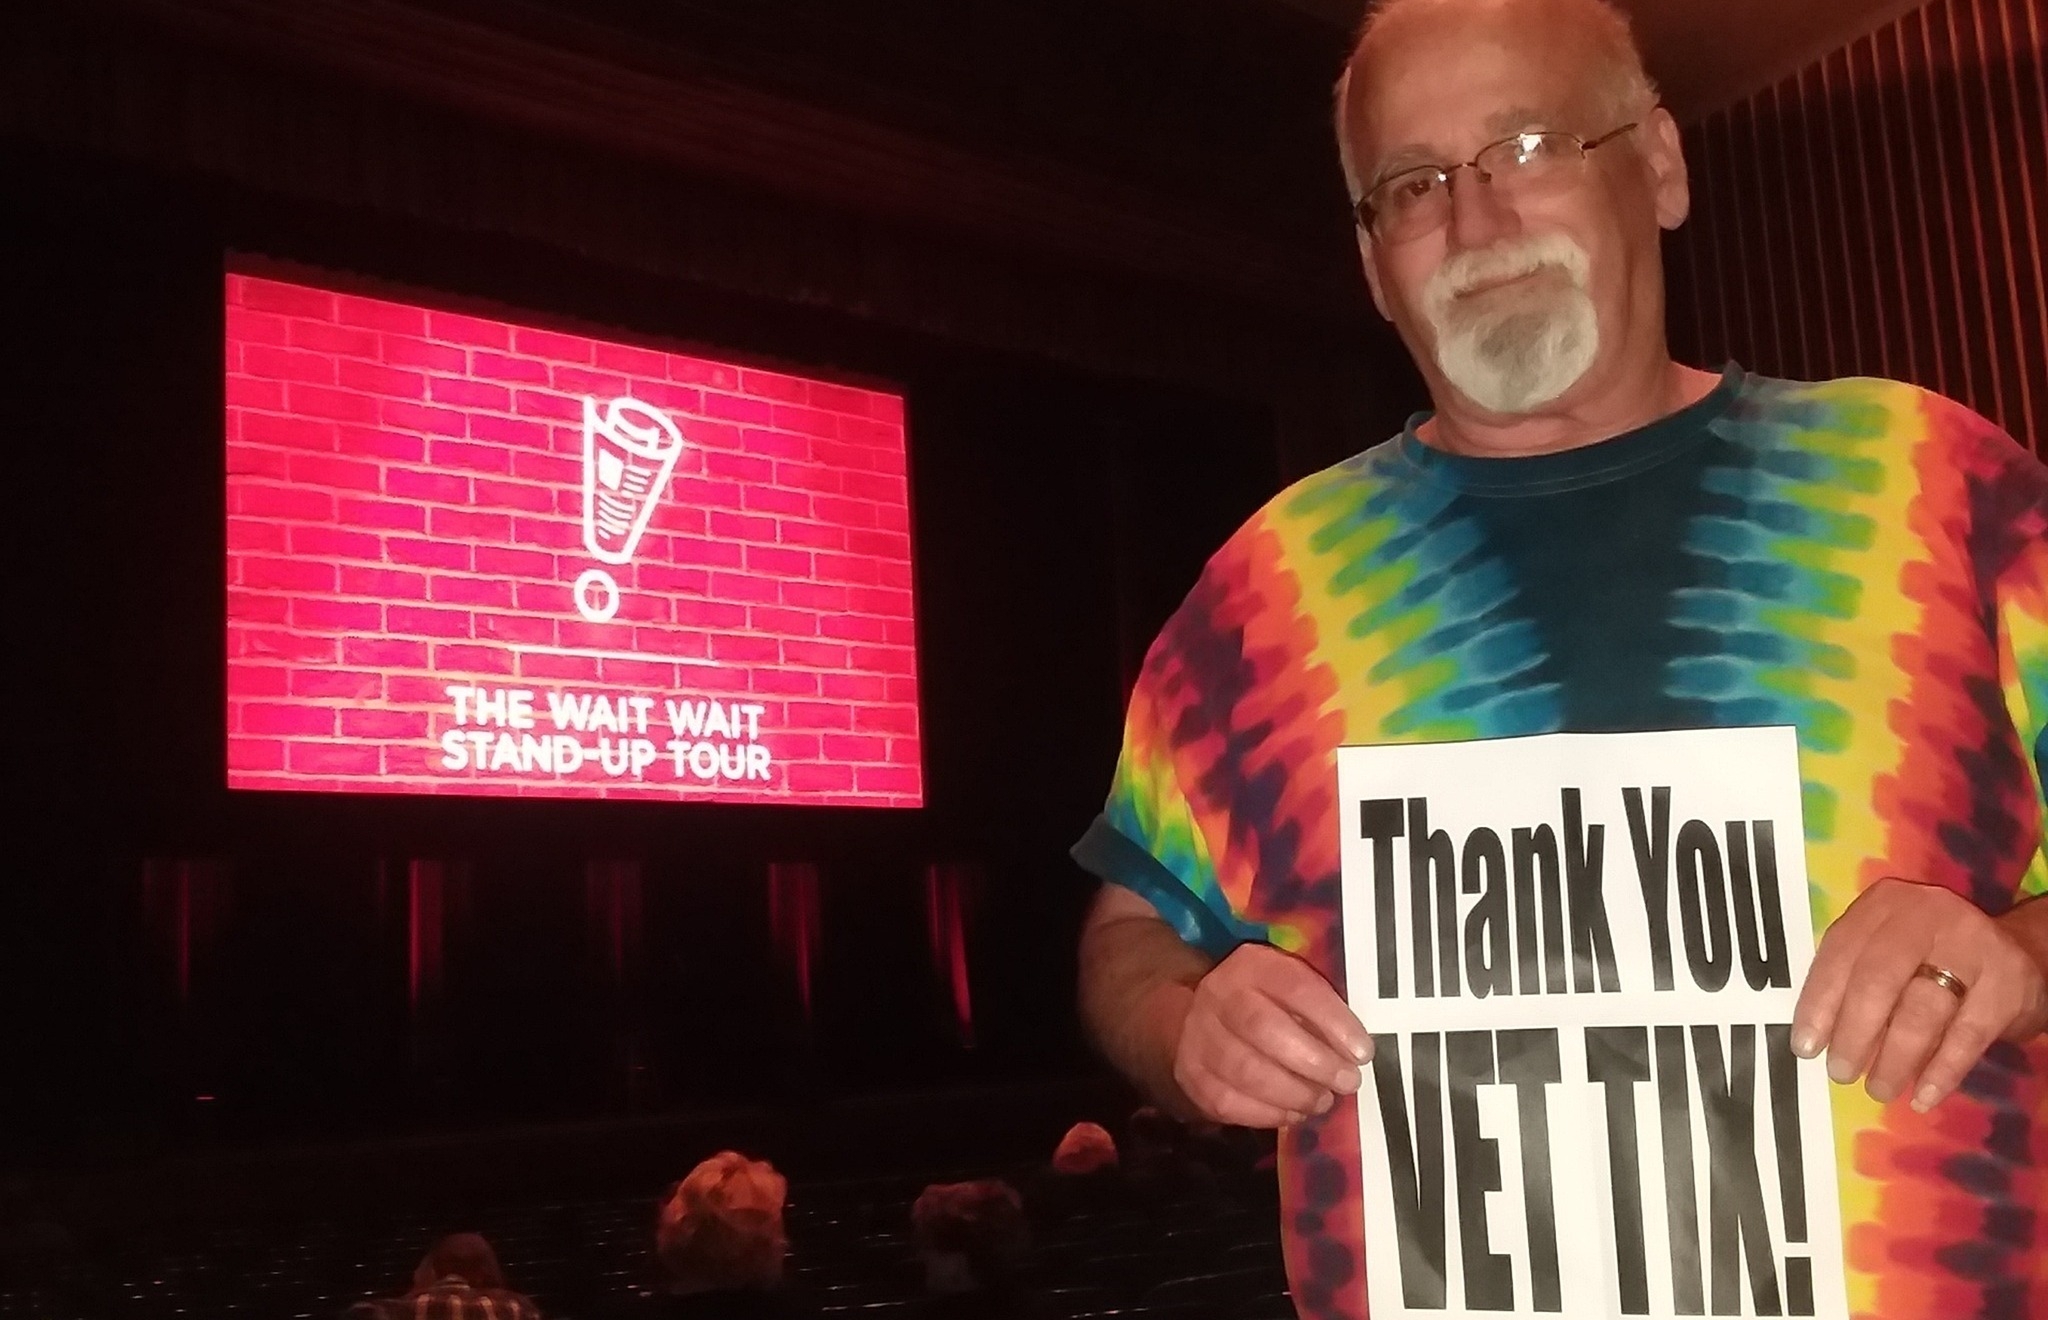 THE WAIT WAIT
STAND-UP TOUR
Thank You
VET TIX!